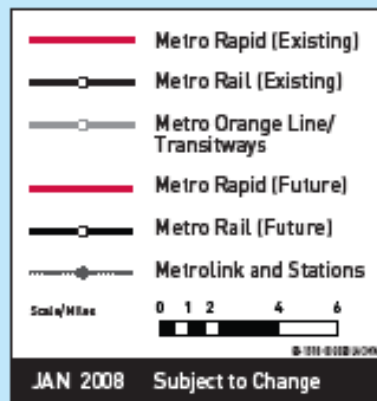 Metro Rapid (Existing)
Metro Rail (Existing)
Metro Orange Line/
Transitways
Metro Rapid (Future)
Metro Rail (Future)
Metrolink and Stations
Scale/Miles 0 1 2 4 6
JAN 2008 Subject to Change